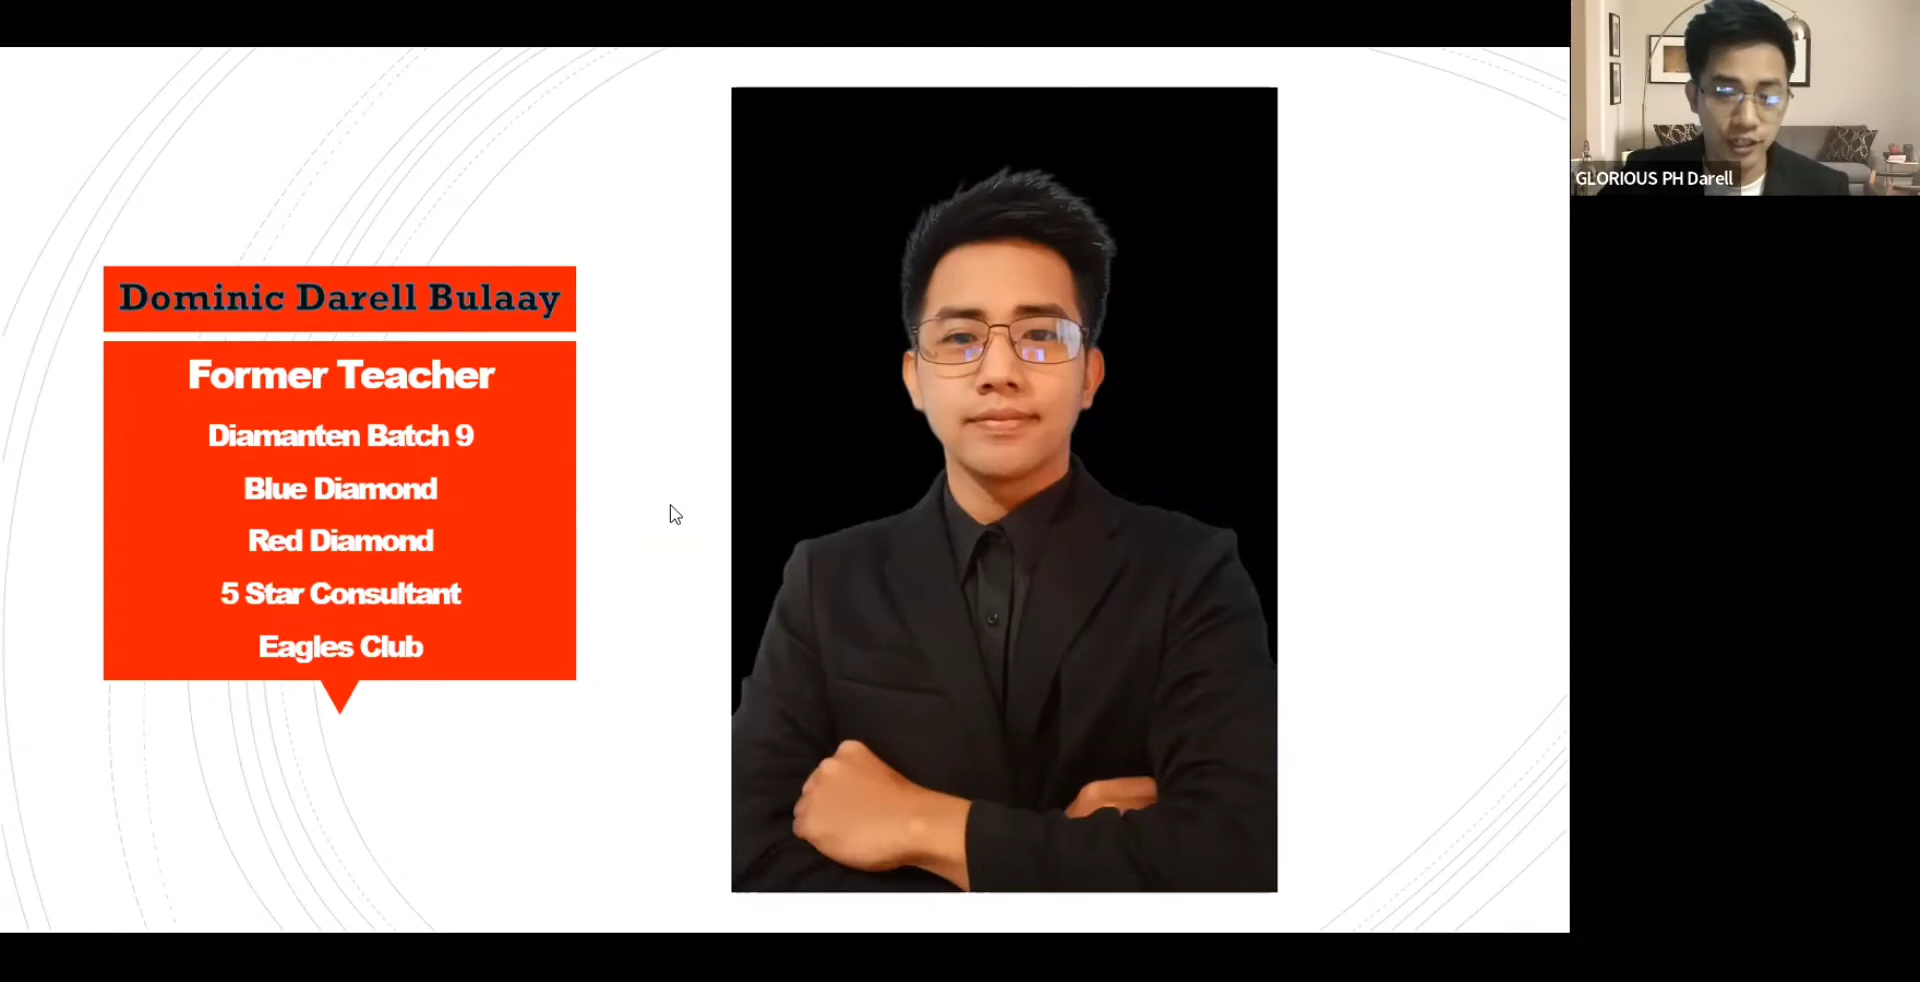 Dominic Darell Bulaay
Former Teacher
Diamanten Batch 9
Blue Diamond
Red Diamond
5 Star Consultant
Eagles Club
GLORIOUS PH Darell